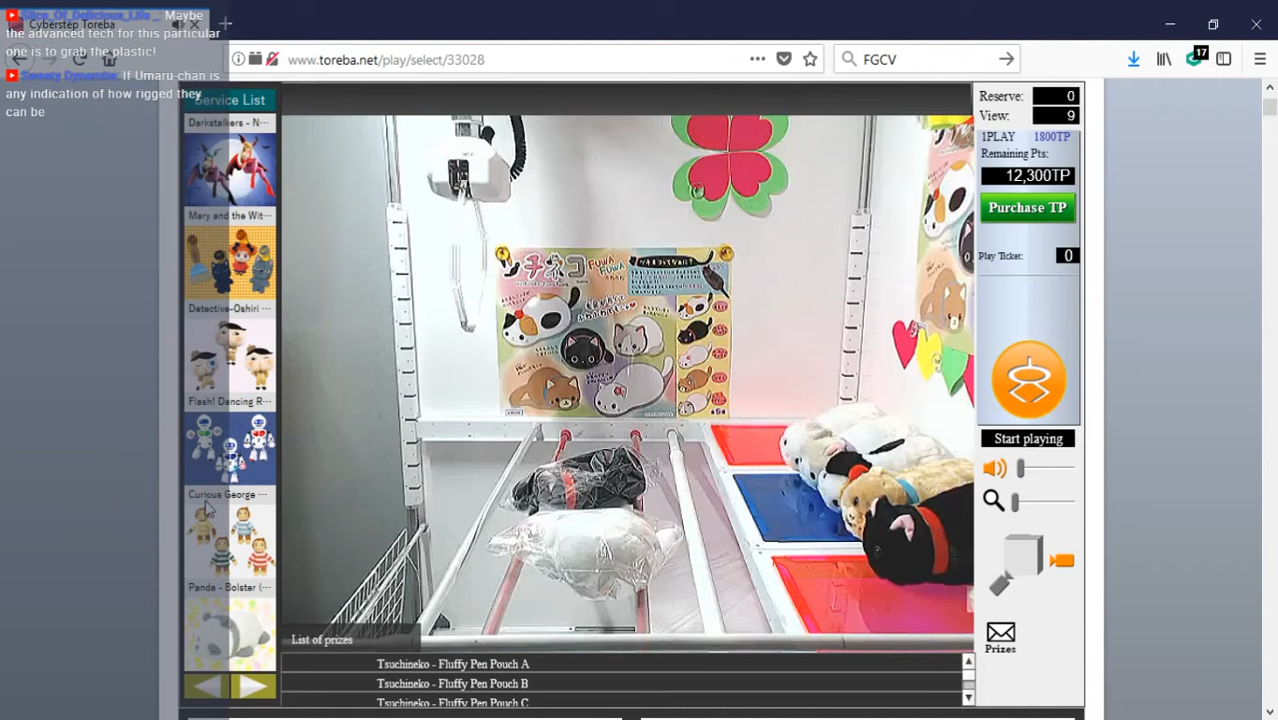 Slice_Of_Delicious_Life_: Maybe
the advanced tech for this particular
one is to grab the plastic!
Sweety Dynamite: If Umaru-chan is
any indication of how rigged they
can be
Cyberstep Toreba
www.toreba.net/play/select/33028
FGCV
17
Service List
Darkstalkers - N···
Mary and the Wit···
Detective-Oshiri ···
Flash! Dancing R···
Curious George ···
Panda - Bolster (···
チネコ
FUWA
FUWA
List of prizes
Tsuchineko - Fluffy Pen Pouch A
Tsuchineko - Fluffy Pen Pouch B
Tsuchineko - Fluffy Pen Pouch C
Reserve: 0
View: 9
1PLAY 1800TP
Remaining Pts:
12,300TP
Purchase TP
Play Ticket: 0
Start playing
Prizes